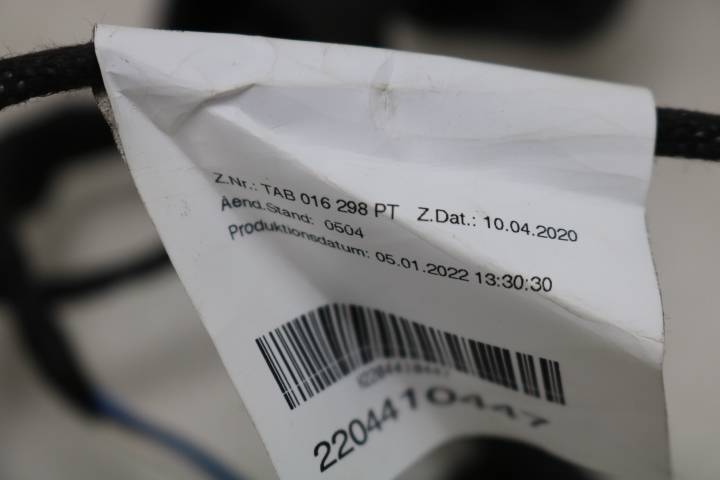 Z.Nr.: TAB 016 298 PT Z.Dat.: 10.04.2020
Aend.Stand: 0504
Produktionsdatum: 05.01.2022 13:30:30
2204410447